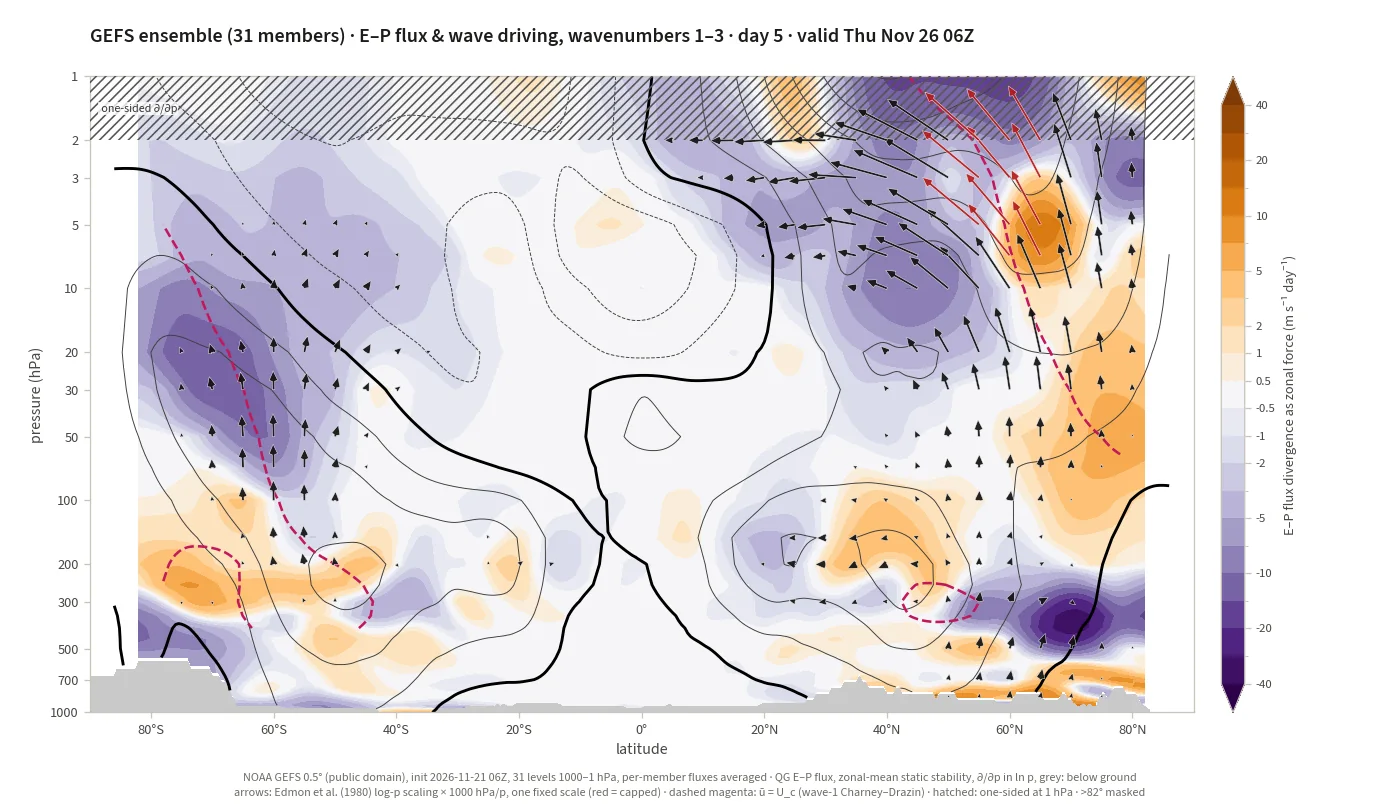 GEFS ensemble (31 members) · E–P flux & wave driving, wavenumbers 1–3 · day 5 · valid Thu Nov 26 06Z
one-sided ∂/∂p
pressure (hPa)
1
2
3
5
10
20
30
50
100
200
300
500
700
1000
80°S
60°S
40°S
20°S
0°
20°N
40°N
60°N
80°N
latitude
40
20
10
5
2
1
0.5
-0.5
-1
-2
-5
-10
-20
-40
E–P flux divergence as zonal force (m s⁻¹ day⁻¹)
NOAA GEFS 0.5° (public domain), init 2026-11-21 06Z, 31 levels 1000–1 hPa, per-member fluxes averaged · QG E–P flux, zonal-mean static stability, ∂/∂p in ln p, grey: below ground
arrows: Edmon et al. (1980) log-p scaling × 1000 hPa/p, one fixed scale (red = capped) · dashed magenta: ū = U_c (wave-1 Charney–Drazin) · hatched: one-sided at 1 hPa · >82° masked